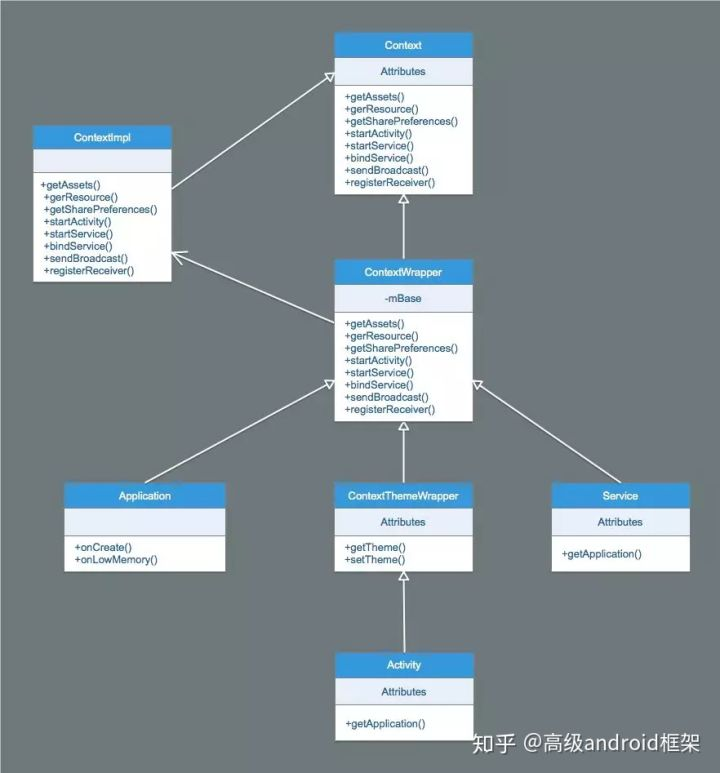 Context
Attributes
+getAssets()
+gerResource()
+getSharePreferences()
+startActivity()
+startService()
+bindService()
+sendBroadcast()
+registerReceiver()
ContextImpl
+getAssets()
+gerResource()
+getSharePreferences()
+startActivity()
+startService()
+bindService()
+sendBroadcast()
+registerReceiver()
ContextWrapper
-mBase
+getAssets()
+gerResource()
+getSharePreferences()
+startActivity()
+startService()
+bindService()
+sendBroadcast()
+registerReceiver()
Application
+onCreate()
+onLowMemory()
ContextThemeWrapper
Attributes
+getTheme()
+setTheme()
Service
Attributes
+getApplication()
Activity
Attributes
+getApplication()
知乎 @高级android框架